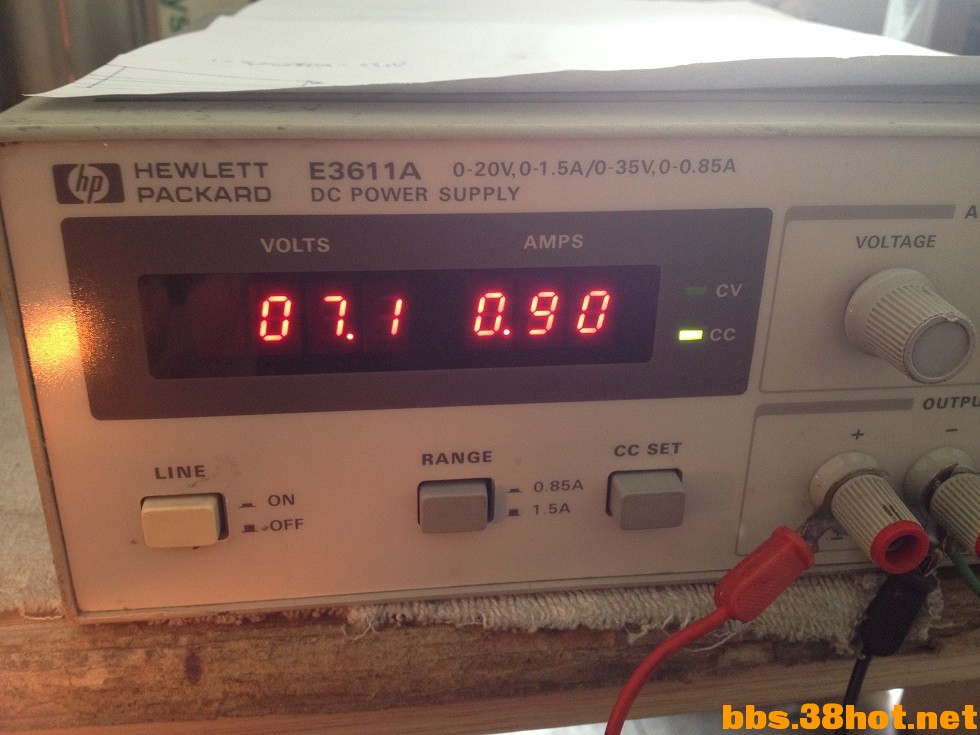 hp HEWLETT PACKARD E3611A 0-20V,0-1.5A/0-35V,0-0.85A
DC POWER SUPPLY
VOLTS AMPS
VOLTAGE
07.1 0.90
CV
CC
LINE
ON
OFF
RANGE
0.85A
1.5A
CC SET
+
-
bbs.38hot.net